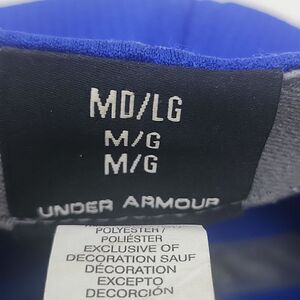 MD/LG
M/G
M/G
UNDER ARMOUR
POLYESTER /
POLIÉSTER
EXCLUSIVE OF
DECORATION SAUF
DÉCORATION
EXCEPTO
DECORCIÓN